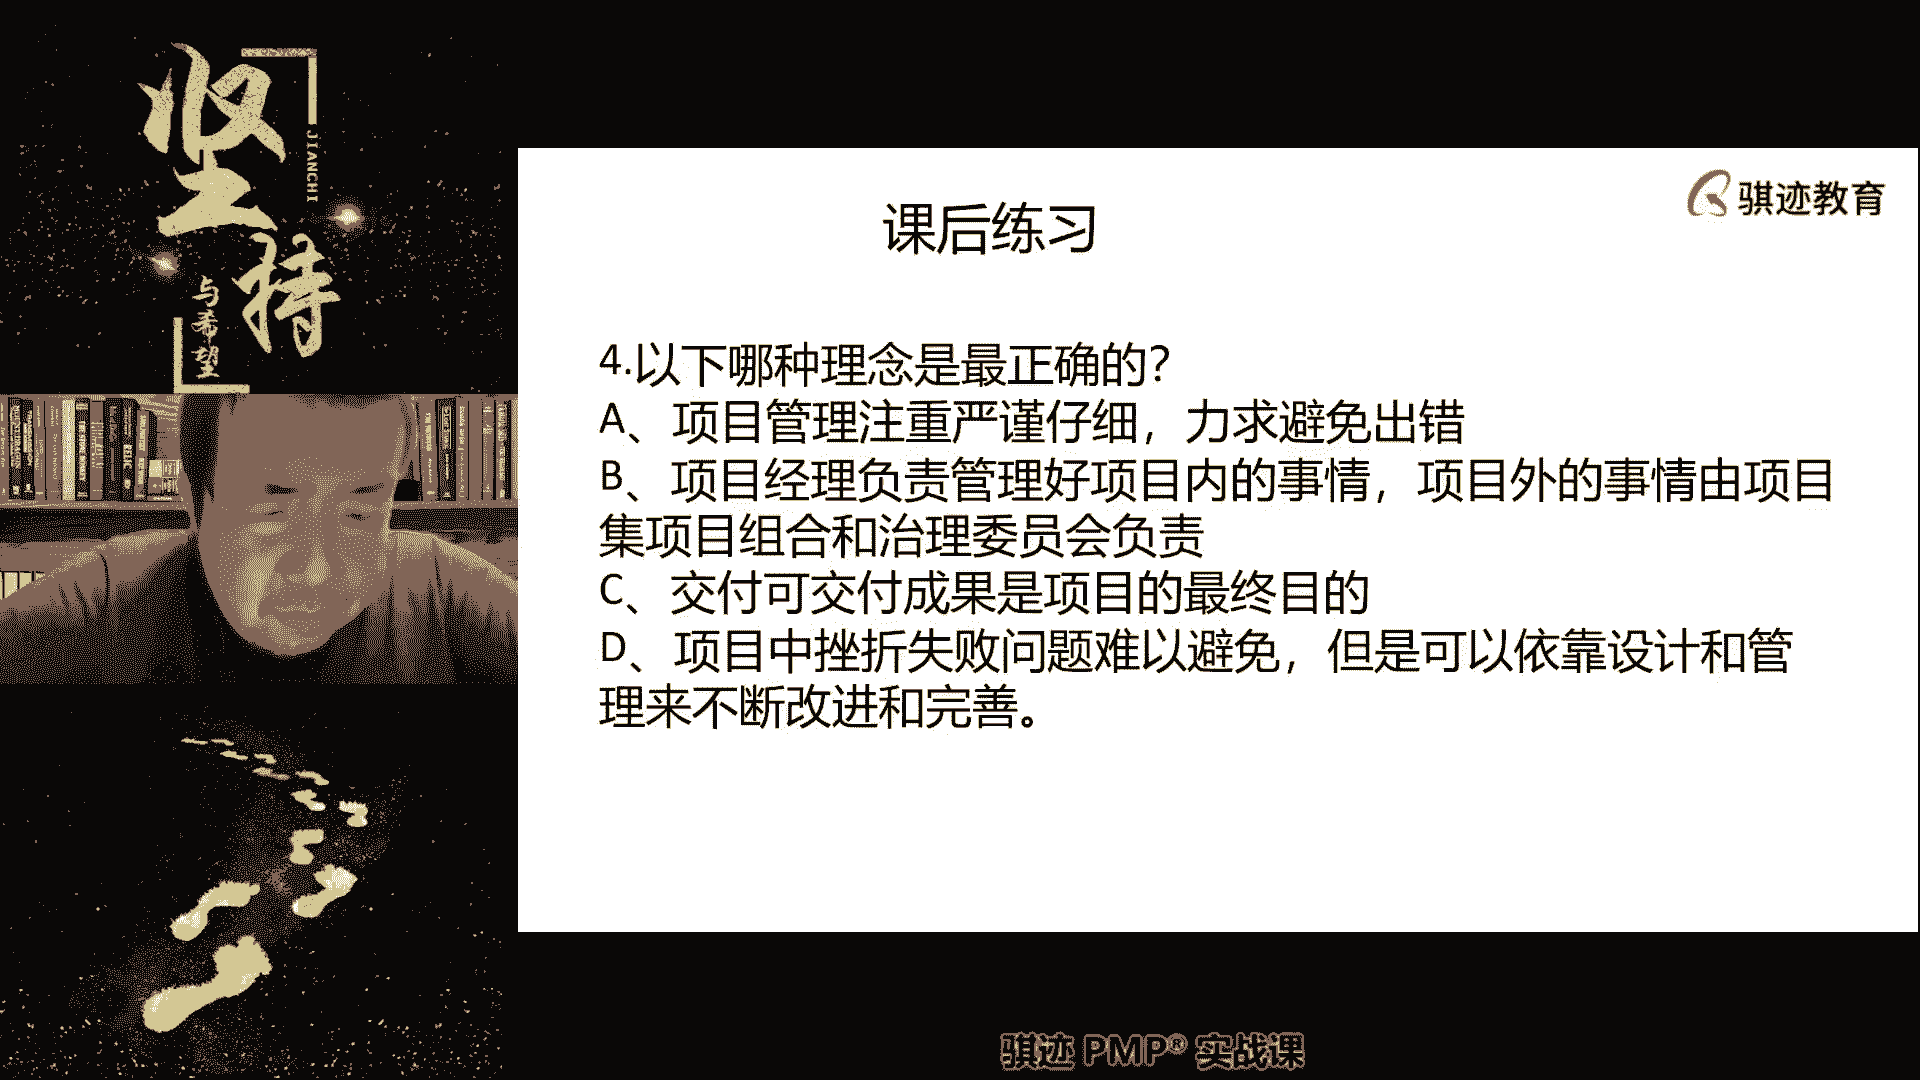 坚持
JIANCHI
与希望
骐迹教育
课后练习
4.以下哪种理念是最正确的?
A、项目管理注重严谨仔细，力求避免出错
B、项目经理负责管理好项目内的事情，项目外的事情由项目
集项目组合和治理委员会负责
C、交付可交付成果是项目的最终目的
D、项目中挫折失败问题难以避免，但是可以依靠设计和管
理来不断改进和完善。
骐迹 PMP® 实战课